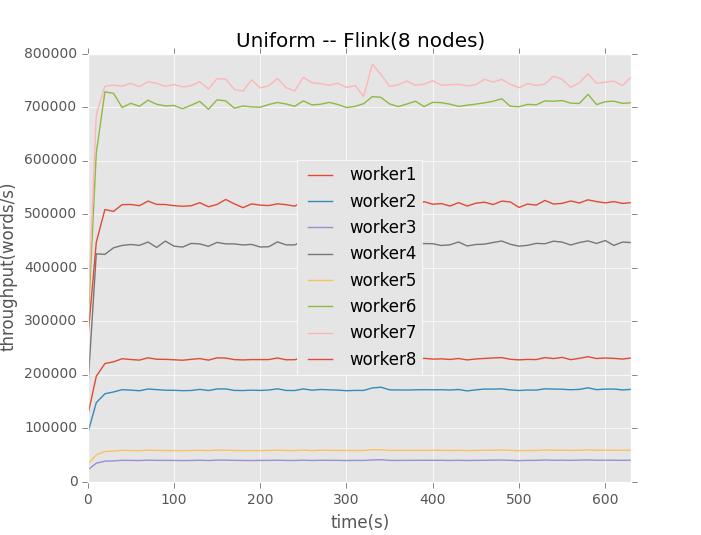 Uniform -- Flink(8 nodes)
800000
700000
600000
500000
400000
300000
200000
100000
0
throughput(words/s)
worker1
worker2
worker3
worker4
worker5
worker6
worker7
worker8
0 100 200 300 400 500 600
time(s)